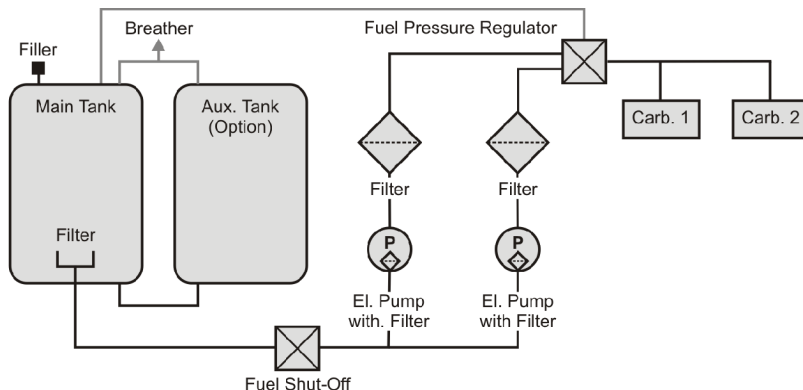 Breather
Fuel Pressure Regulator
Filler
Main Tank
Aux. Tank
(Option)
Carb. 1
Carb. 2
Filter
Filter
Filter
P
P
El. Pump
with. Filter
El. Pump
with Filter
Fuel Shut-Off